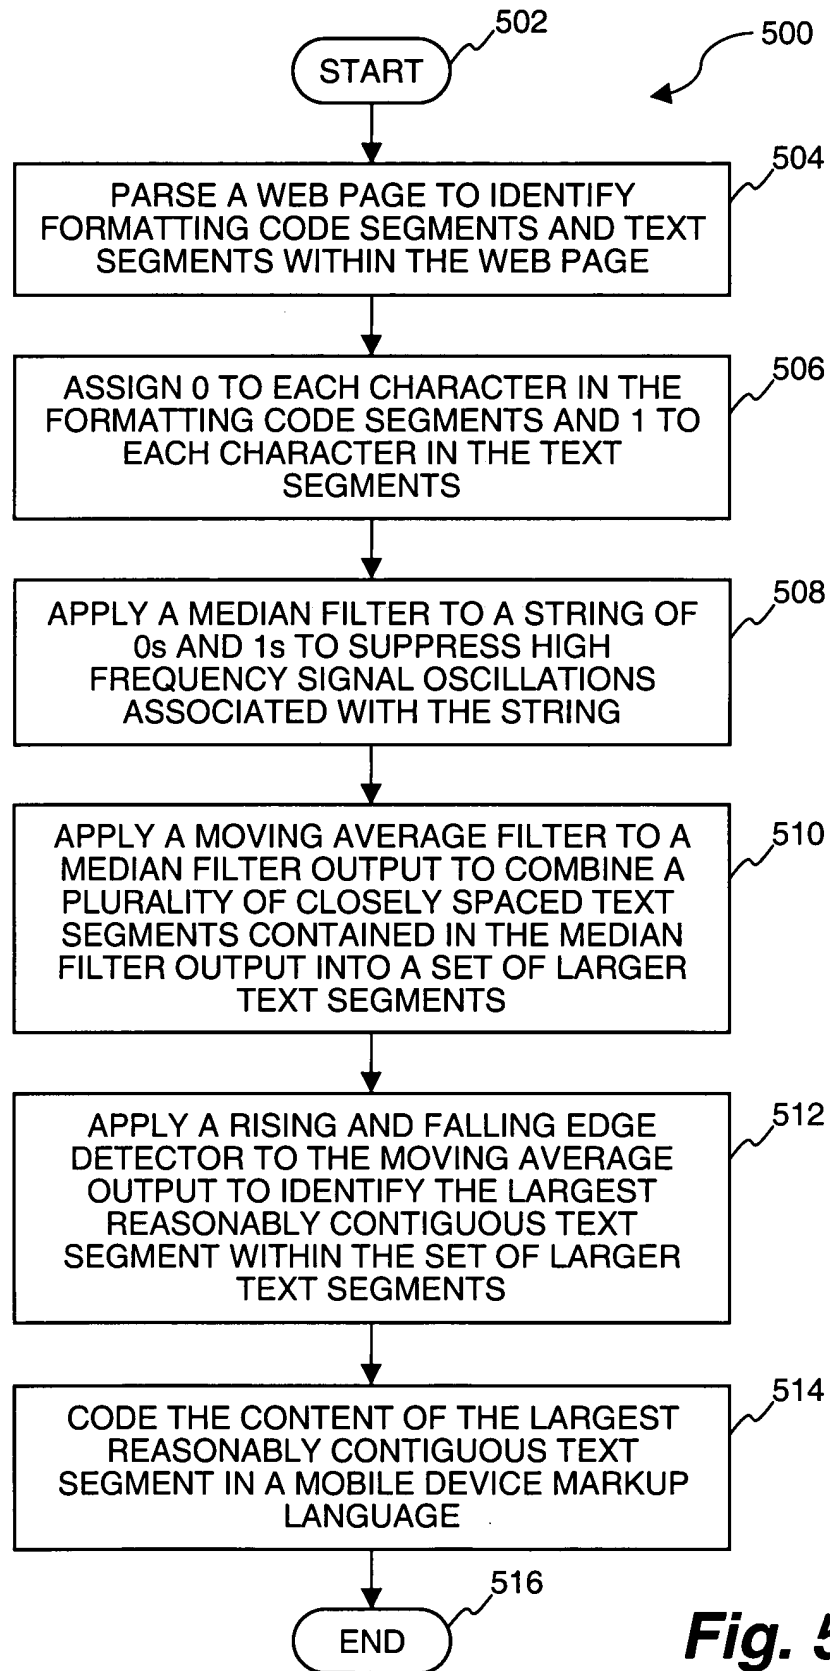 502
500
START
504
PARSE A WEB PAGE TO IDENTIFY
FORMATTING CODE SEGMENTS AND TEXT
SEGMENTS WITHIN THE WEB PAGE
506
ASSIGN 0 TO EACH CHARACTER IN THE
FORMATTING CODE SEGMENTS AND 1 TO
EACH CHARACTER IN THE TEXT
SEGMENTS
508
APPLY A MEDIAN FILTER TO A STRING OF
0s AND 1s TO SUPPRESS HIGH
FREQUENCY SIGNAL OSCILLATIONS
ASSOCIATED WITH THE STRING
510
APPLY A MOVING AVERAGE FILTER TO A
MEDIAN FILTER OUTPUT TO COMBINE A
PLURALITY OF CLOSELY SPACED TEXT
SEGMENTS CONTAINED IN THE MEDIAN
FILTER OUTPUT INTO A SET OF LARGER
TEXT SEGMENTS
512
APPLY A RISING AND FALLING EDGE
DETECTOR TO THE MOVING AVERAGE
OUTPUT TO IDENTIFY THE LARGEST
REASONABLY CONTIGUOUS TEXT
SEGMENT WITHIN THE SET OF LARGER
TEXT SEGMENTS
514
CODE THE CONTENT OF THE LARGEST
REASONABLY CONTIGUOUS TEXT
SEGMENT IN A MOBILE DEVICE MARKUP
LANGUAGE
516
END
Fig. 5